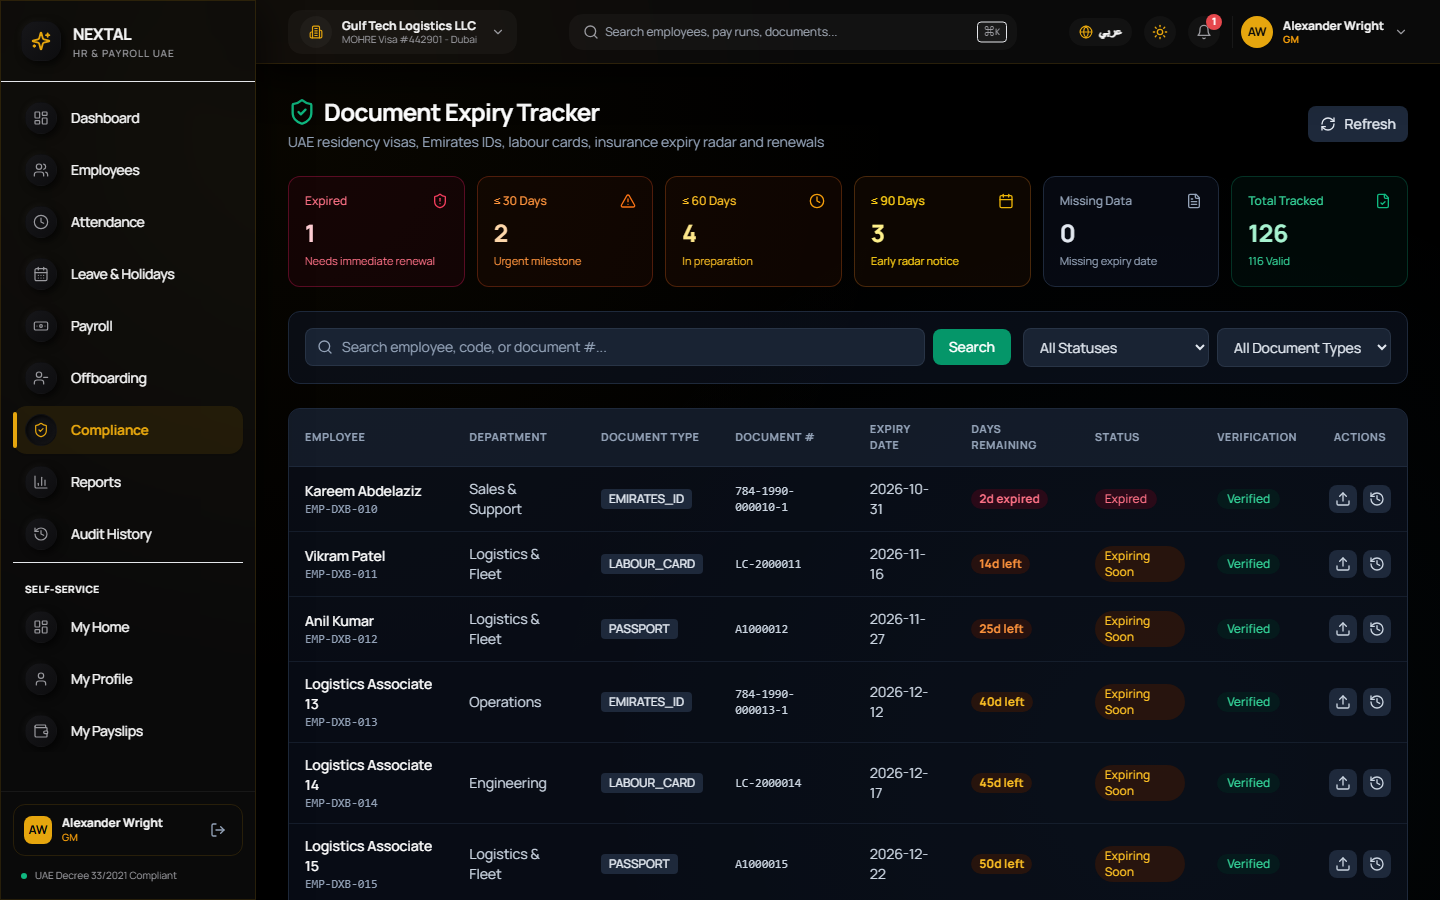 NEXTAL
HR & PAYROLL UAE
Dashboard
Employees
Attendance
Leave & Holidays
Payroll
Offboarding
Compliance
Reports
Audit History
SELF-SERVICE
My Home
My Profile
My Payslips
AW
Alexander Wright
GM
UAE Decree 33/2021 Compliant
Gulf Tech Logistics LLC
MOHRE Visa #442901 - Dubai
Search employees, pay runs, documents...
⌘K
عربي
1
AW
Alexander Wright
GM
Document Expiry Tracker
UAE residency visas, Emirates IDs, labour cards, insurance expiry radar and renewals
Refresh
Expired
1
Needs immediate renewal
≤ 30 Days
2
Urgent milestone
≤ 60 Days
4
In preparation
≤ 90 Days
3
Early radar notice
Missing Data
0
Missing expiry date
Total Tracked
126
116 Valid
Search employee, code, or document #...
Search
All Statuses
All Document Types
EMPLOYEE
DEPARTMENT
DOCUMENT TYPE
DOCUMENT #
EXPIRY
DATE
DAYS
REMAINING
STATUS
VERIFICATION
ACTIONS
Kareem Abdelaziz
EMP-DXB-010
Sales &
Support
EMIRATES_ID
784-1990-
000010-1
2026-10-
31
2d expired
Expired
Verified
Vikram Patel
EMP-DXB-011
Logistics &
Fleet
LABOUR_CARD
LC-2000011
2026-11-
16
14d left
Expiring
Soon
Verified
Anil Kumar
EMP-DXB-012
Logistics &
Fleet
PASSPORT
A1000012
2026-11-
27
25d left
Expiring
Soon
Verified
Logistics Associate
13
EMP-DXB-013
Operations
EMIRATES_ID
784-1990-
000013-1
2026-12-
12
40d left
Expiring
Soon
Verified
Logistics Associate
14
EMP-DXB-014
Engineering
LABOUR_CARD
LC-2000014
2026-12-
17
45d left
Expiring
Soon
Verified
Logistics Associate
15
EMP-DXB-015
Logistics &
Fleet
PASSPORT
A1000015
2026-12-
22
50d left
Expiring
Soon
Verified